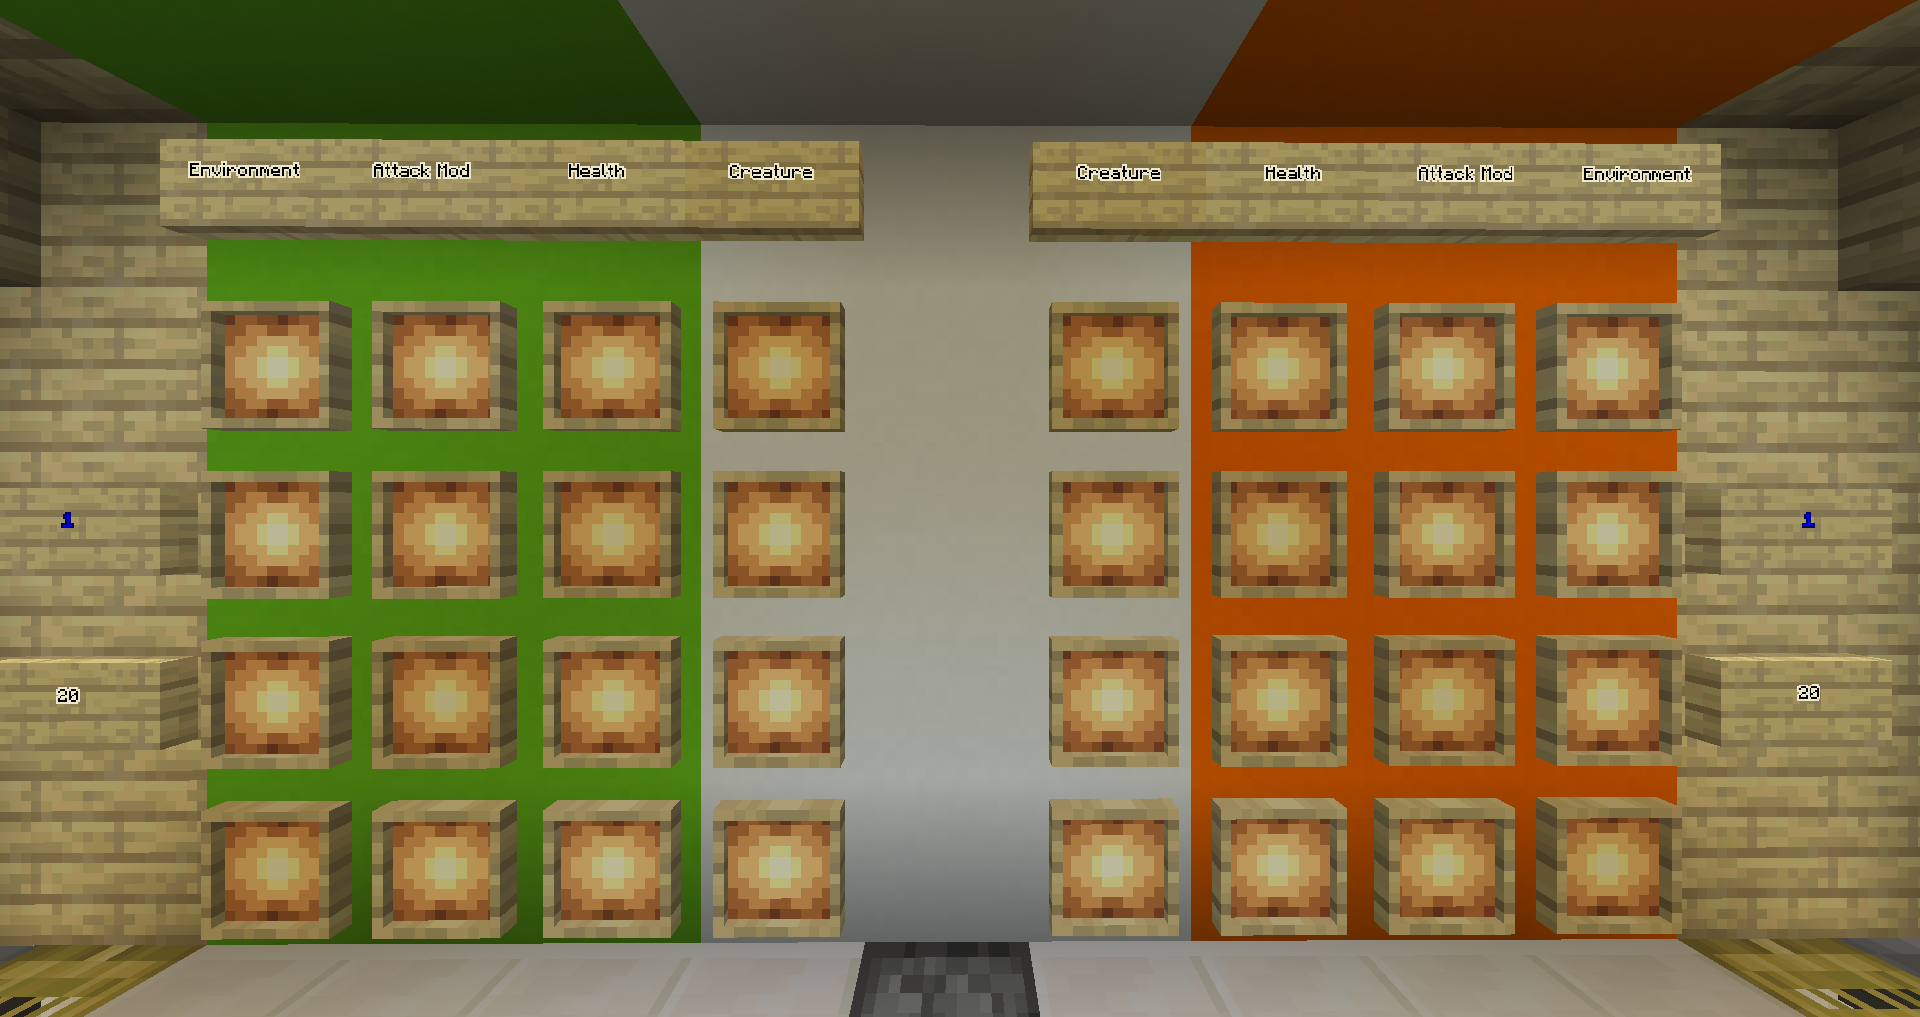 Environment
Attack Mod
Health
Creature
Creature
Health
Attack Mod
Environment
1
1
20
20